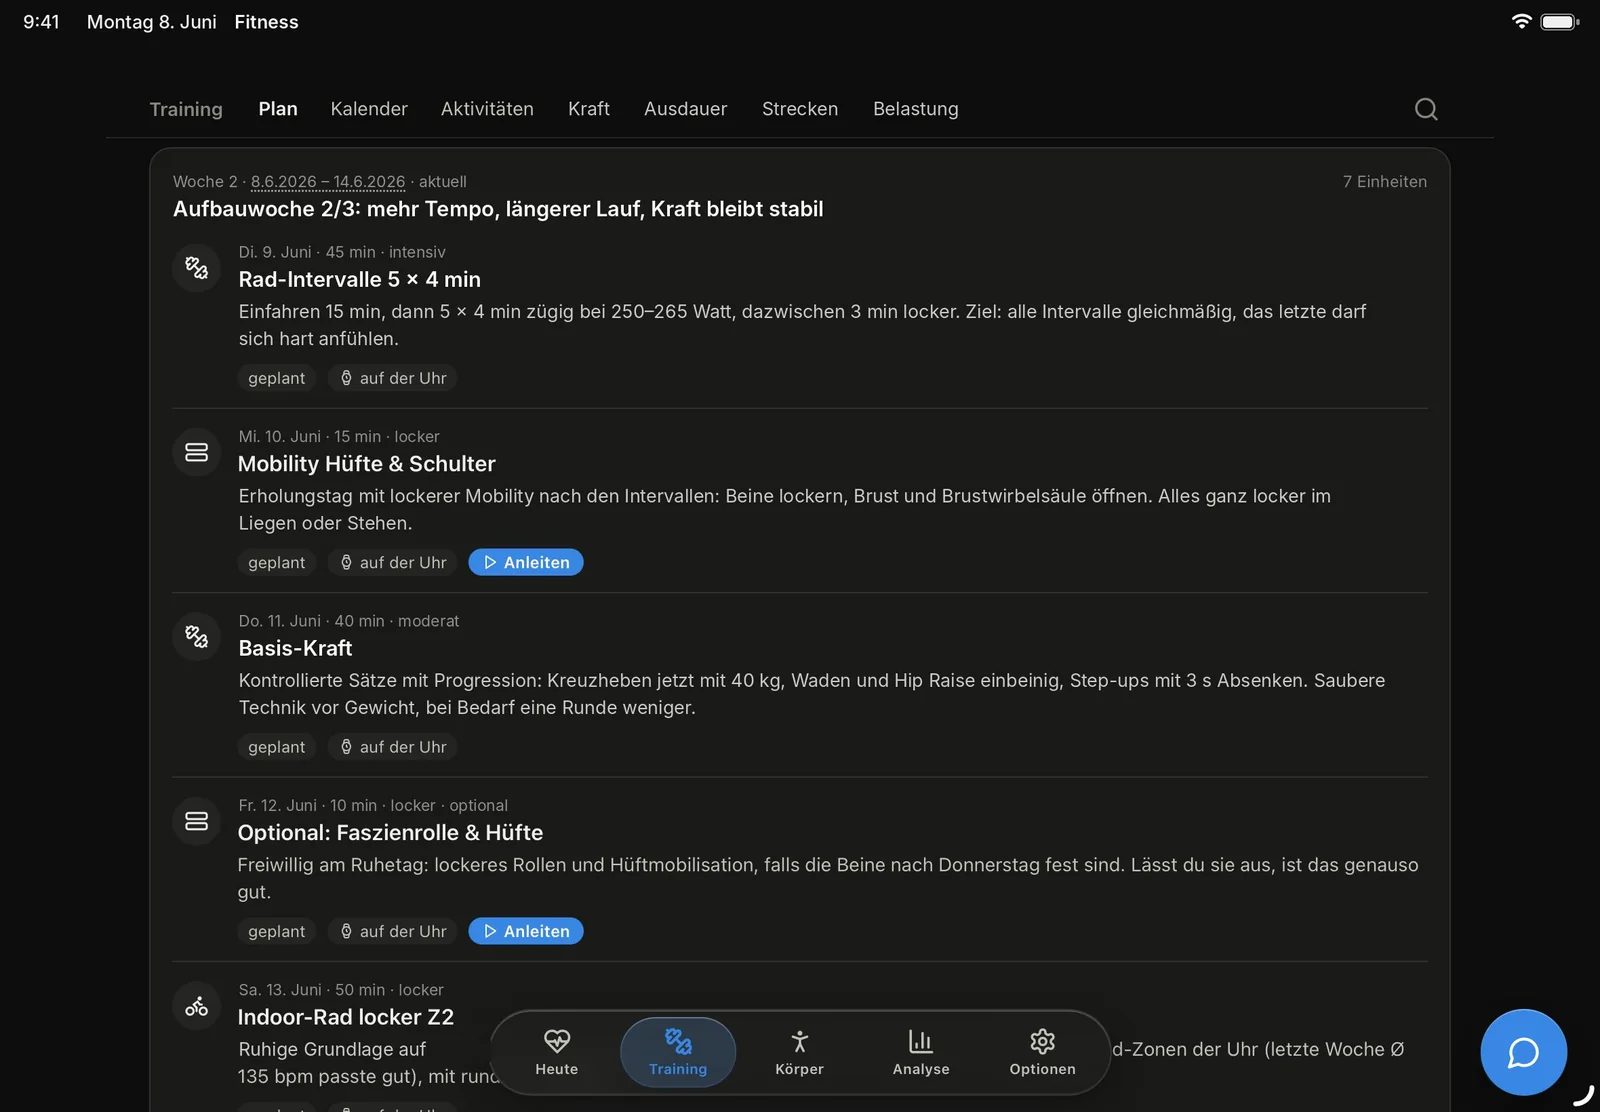 9:41 Montag 8. Juni Fitness
Training Plan Kalender Aktivitäten Kraft Ausdauer Strecken Belastung
Woche 2 · 8.6.2026 – 14.6.2026 · aktuell 7 Einheiten
Aufbauwoche 2/3: mehr Tempo, längerer Lauf, Kraft bleibt stabil
Di. 9. Juni · 45 min · intensiv
Rad-Intervalle 5 × 4 min
Einfahren 15 min, dann 5 × 4 min zügig bei 250–265 Watt, dazwischen 3 min locker. Ziel: alle Intervalle gleichmäßig, das letzte darf
sich hart anfühlen.
geplant auf der Uhr
Mi. 10. Juni · 15 min · locker
Mobility Hüfte & Schulter
Erholungstag mit lockerer Mobility nach den Intervallen: Beine lockern, Brust und Brustwirbelsäule öffnen. Alles ganz locker im
Liegen oder Stehen.
geplant auf der Uhr Anleiten
Do. 11. Juni · 40 min · moderat
Basis-Kraft
Kontrollierte Sätze mit Progression: Kreuzheben jetzt mit 40 kg, Waden und Hip Raise einbeinig, Step-ups mit 3 s Absenken. Saubere
Technik vor Gewicht, bei Bedarf eine Runde weniger.
geplant auf der Uhr
Fr. 12. Juni · 10 min · locker · optional
Optional: Faszienrolle & Hüfte
Freiwillig am Ruhetag: lockeres Rollen und Hüftmobilisation, falls die Beine nach Donnerstag fest sind. Lässt du sie aus, ist das genauso
gut.
geplant auf der Uhr Anleiten
Sa. 13. Juni · 50 min · locker
Indoor-Rad locker Z2
Ruhige Grundlage auf d-Zonen der Uhr (letzte Woche Ø
135 bpm passte gut), mit rund
Heute Training Körper Analyse Optionen